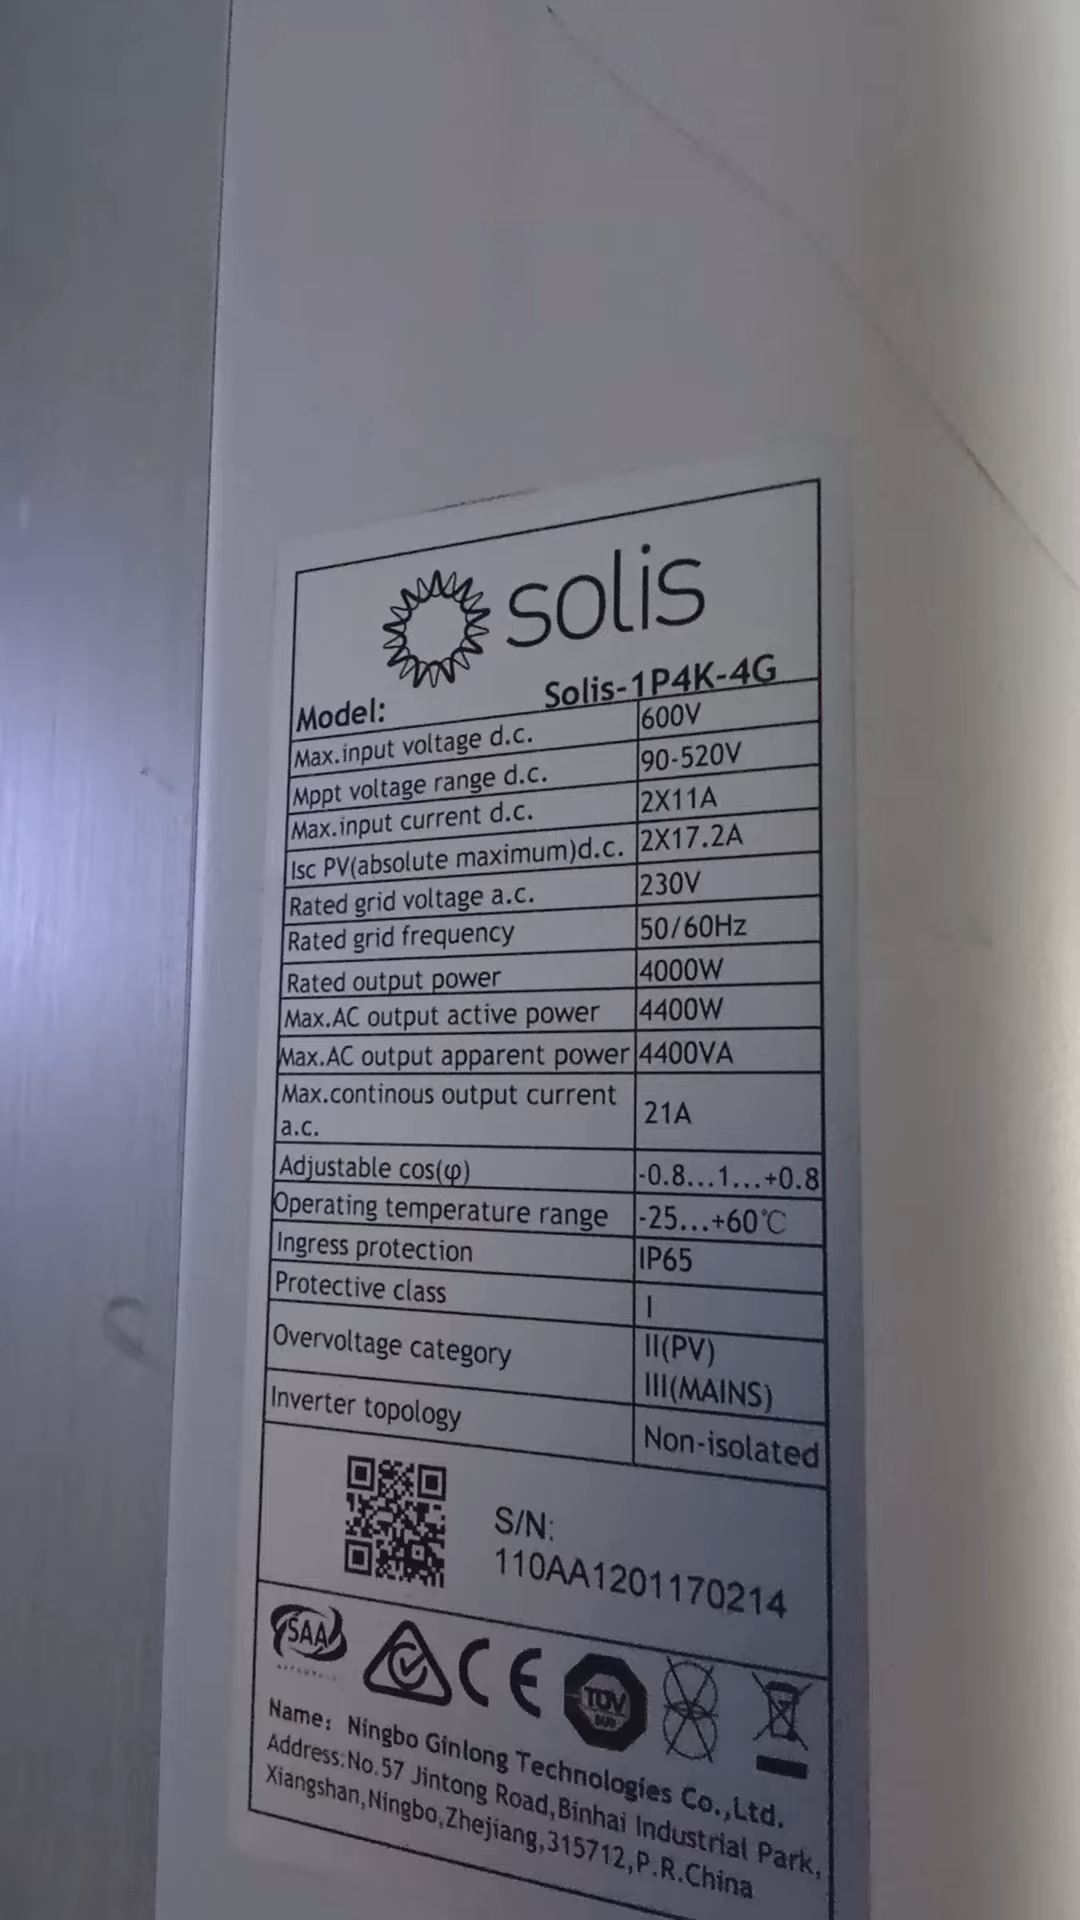 solis
Model: Solis-1P4K-4G
Max.input voltage d.c. 600V
Mppt voltage range d.c. 90-520V
Max.input current d.c. 2X11A
Isc PV(absolute maximum)d.c. 2X17.2A
Rated grid voltage a.c. 230V
Rated grid frequency 50/60Hz
Rated output power 4000W
Max.AC output active power 4400W
Max.AC output apparent power 4400VA
Max.continous output current
a.c. 21A
Adjustable cos(φ) -0.8...1...+0.8
Operating temperature range -25...+60℃
Ingress protection IP65
Protective class I
Overvoltage category II(PV)
III(MAINS)
Inverter topology Non-isolated
S/N:
110AA1201170214
SAA CE TÜV SÜD
Name: Ningbo Ginlong Technologies Co.,Ltd.
Address:No.57 Jintong Road,Binhai Industrial Park,
Xiangshan,Ningbo,Zhejiang,315712,P.R.China